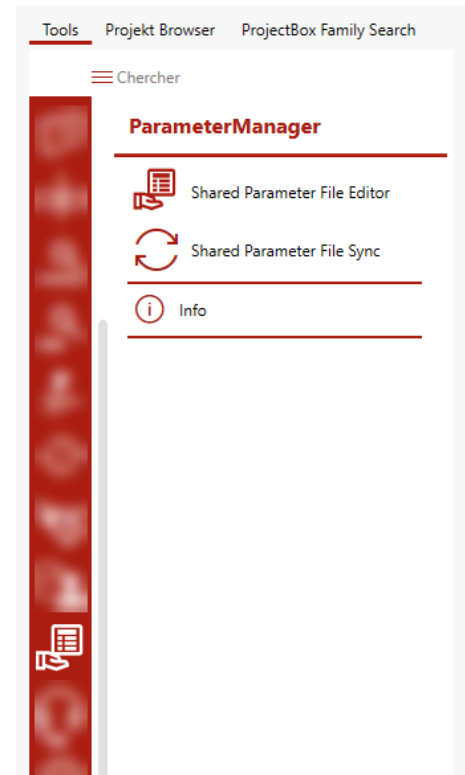 Tools Projekt Browser ProjectBox Family Search
Chercher
ParameterManager
Shared Parameter File Editor
Shared Parameter File Sync
Info